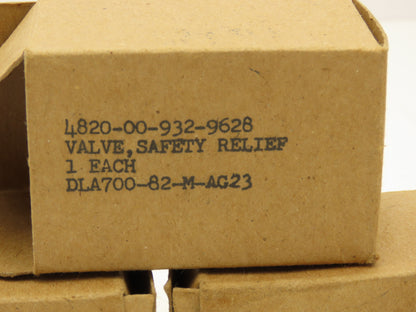 4820-00-932-9628
VALVE,SAFETY RELIEF
1 EACH
DLA700-82-M-AG23